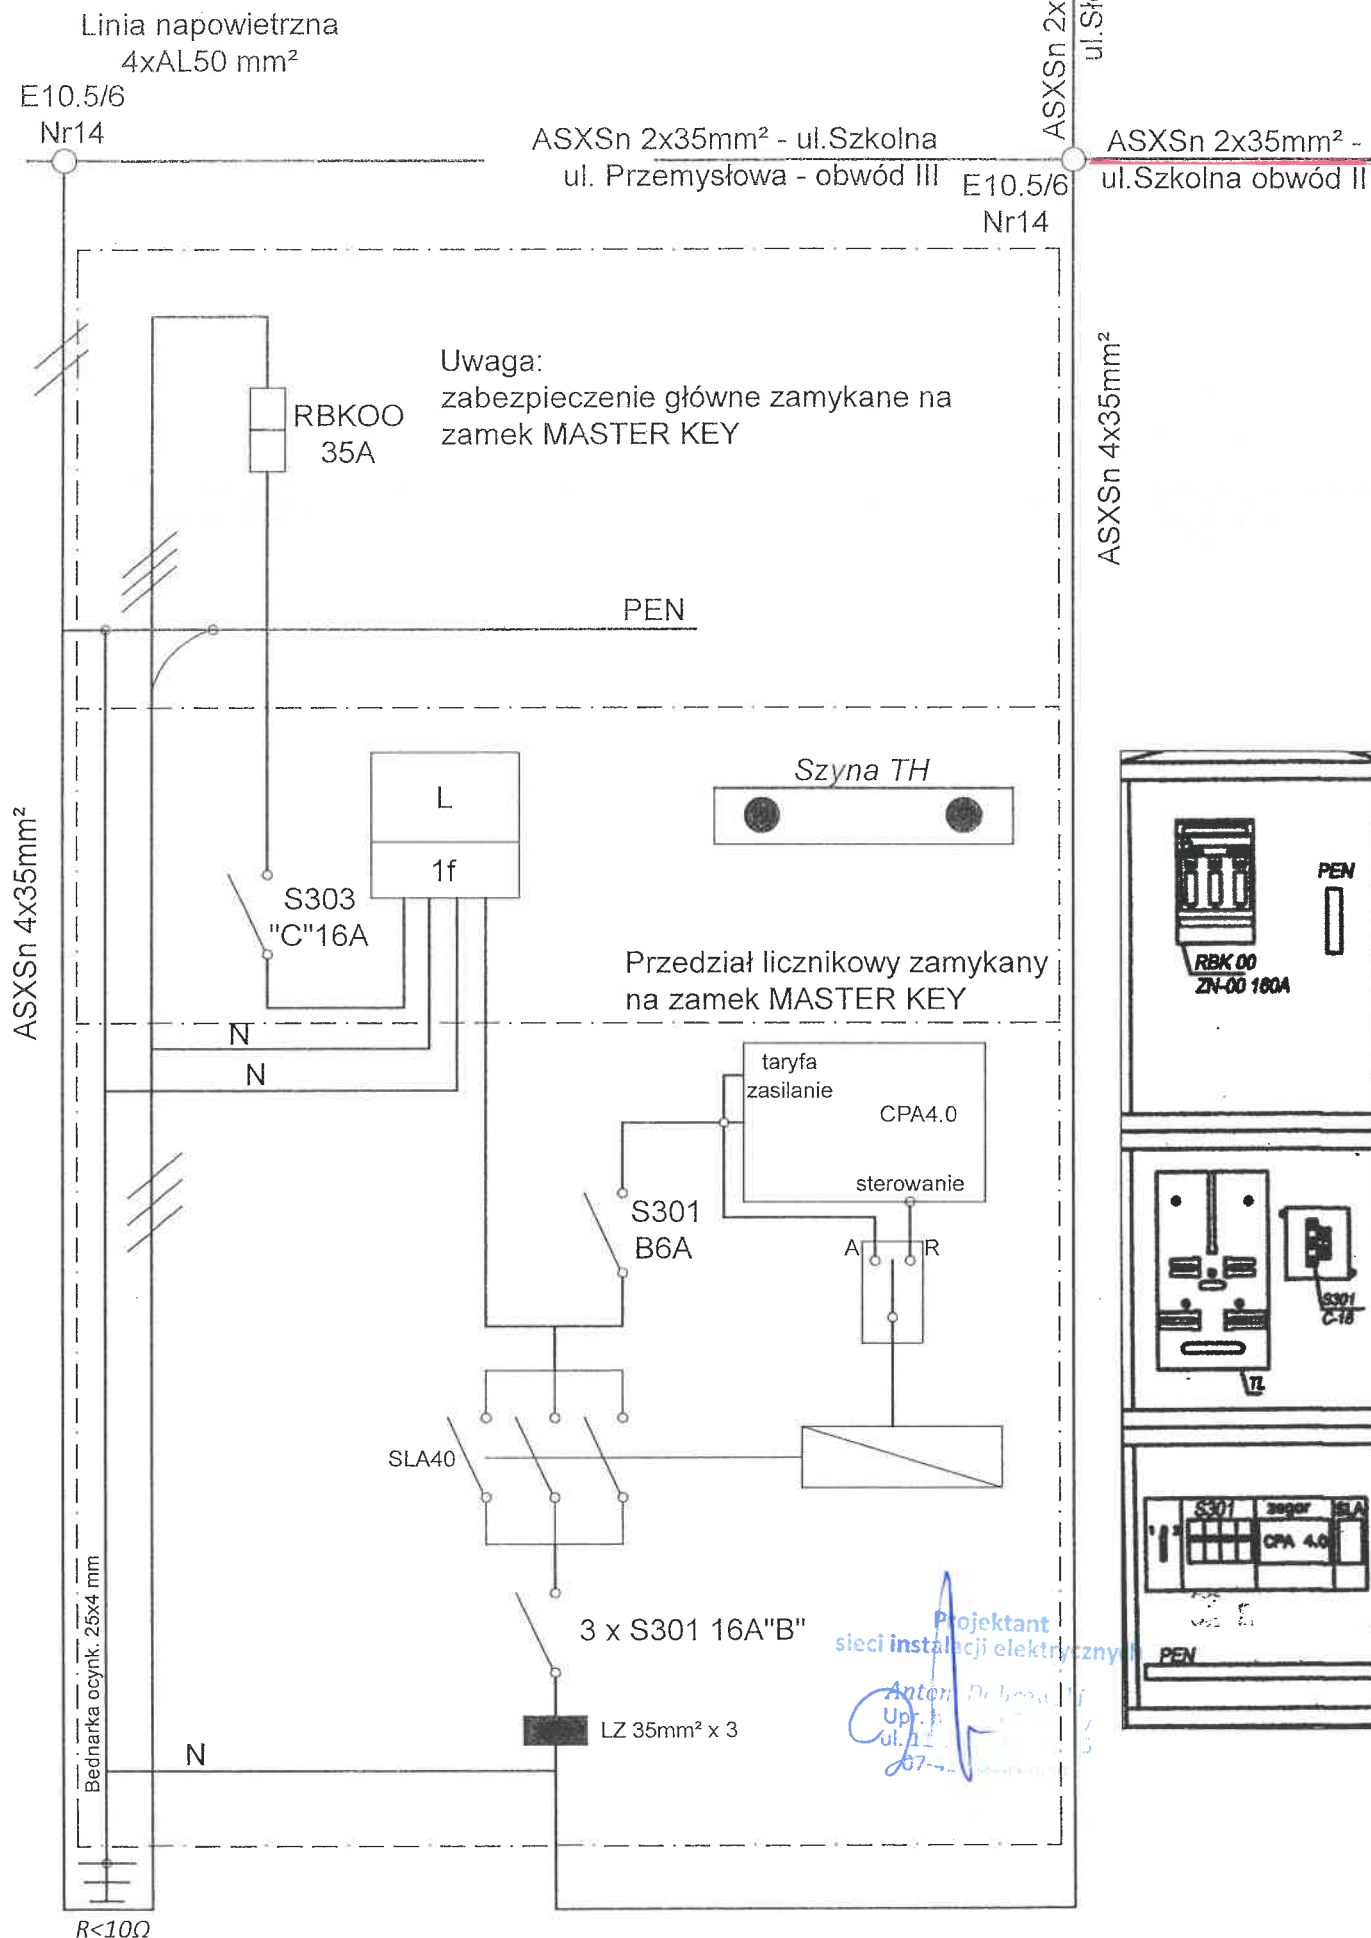 Linia napowietrzna
4xAL50 mm²
E10.5/6
Nr14
ASXSn 2x35mm² - ul.Szkolna
ul. Przemysłowa - obwód III
ASXSn 2x
E10.5/6
Nr14
ASXSn 2x35mm² -
ul.Szkolna obwód II
Uwaga:
zabezpieczenie główne zamykane na
zamek MASTER KEY
RBKOO
35A
ASXSn 4x35mm²
PEN
ASXSn 4x35mm²
L
1f
Szyna TH
S303
"C"16A
Przedział licznikowy zamykany
na zamek MASTER KEY
N
N
taryfa
zasilanie
CPA4.0
sterowanie
S301
B6A
A
R
SLA40
3 x S301 16A"B"
LZ 35mm² x 3
N
Bednarka ocynk. 25x4 mm
R<10Ω
Projektant
sieci instalacji elektrycznych
Upr.
ul.
PEN
RBK 00
ZN-00 160A
S301
TL
S301
zegar
SLA
CPA 4.0
PEN